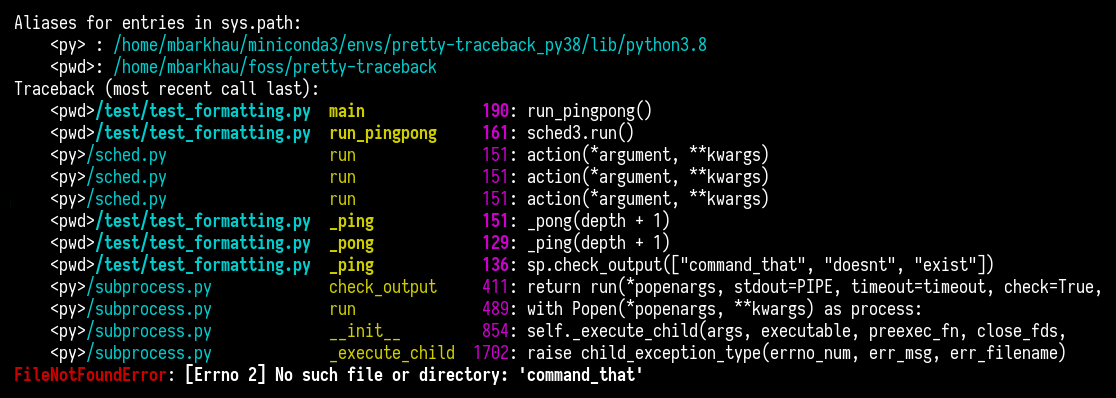 Aliases for entries in sys.path:
    <py> : /home/mbarkhau/miniconda3/envs/pretty-traceback_py38/lib/python3.8
    <pwd>: /home/mbarkhau/foss/pretty-traceback
Traceback (most recent call last):
    <pwd>/test/test_formatting.py  main             190: run_pingpong()
    <pwd>/test/test_formatting.py  run_pingpong     161: sched3.run()
    <py>/sched.py                  run              151: action(*argument, **kwargs)
    <py>/sched.py                  run              151: action(*argument, **kwargs)
    <py>/sched.py                  run              151: action(*argument, **kwargs)
    <pwd>/test/test_formatting.py  _ping            151: _pong(depth + 1)
    <pwd>/test/test_formatting.py  _pong            129: _ping(depth + 1)
    <pwd>/test/test_formatting.py  _ping            136: sp.check_output(["command_that", "doesnt", "exist"])
    <py>/subprocess.py             check_output     411: return run(*popenargs, stdout=PIPE, timeout=timeout, check=True,
    <py>/subprocess.py             run              489: with Popen(*popenargs, **kwargs) as process:
    <py>/subprocess.py             __init__         854: self._execute_child(args, executable, preexec_fn, close_fds,
    <py>/subprocess.py             _execute_child  1702: raise child_exception_type(errno_num, err_msg, err_filename)
FileNotFoundError: [Errno 2] No such file or directory: 'command_that'